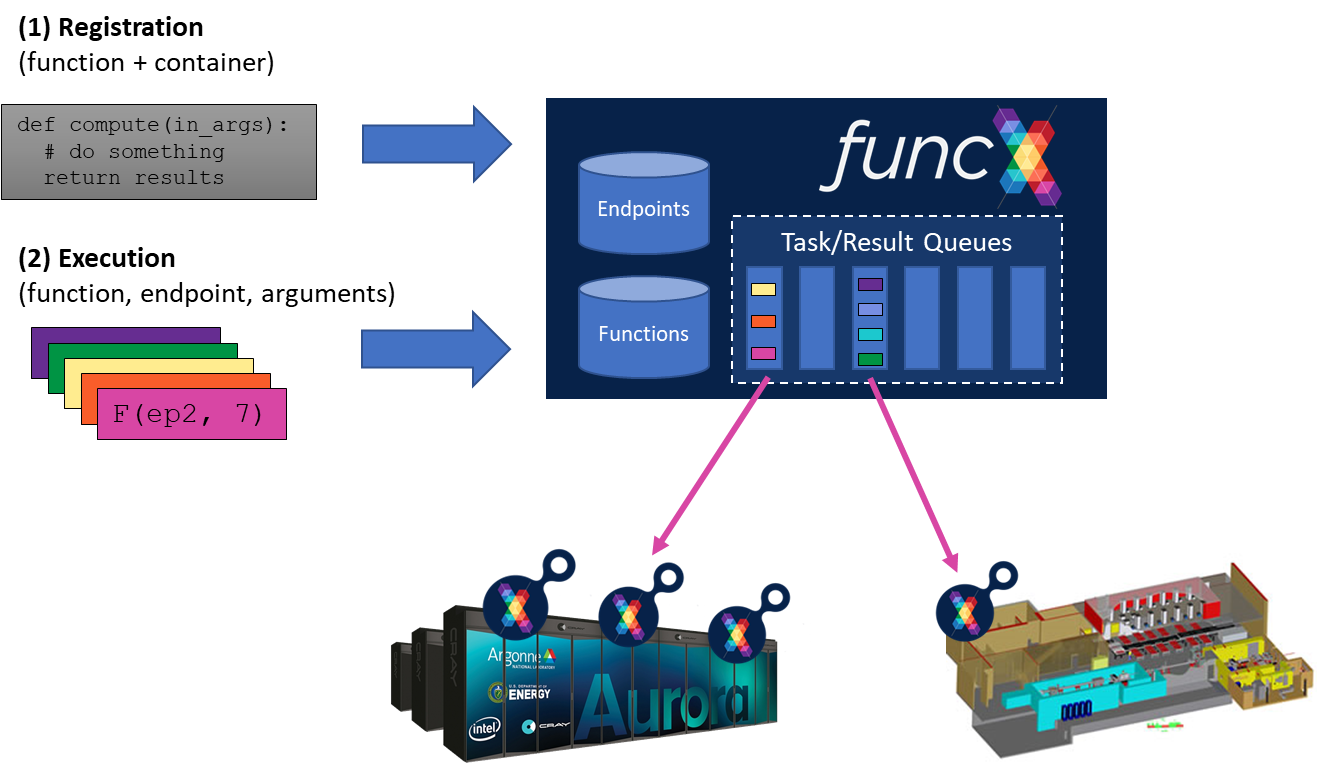 (1) Registration
(function + container)
def compute(in_args):
# do something
return results
(2) Execution
(function, endpoint, arguments)
F(ep2, 7)
funcX
Endpoints
Functions
Task/Result Queues
CRAY
Argonne
NATIONAL LABORATORY
U.S. DEPARTMENT OF
ENERGY
intel
CRAY
Aurora